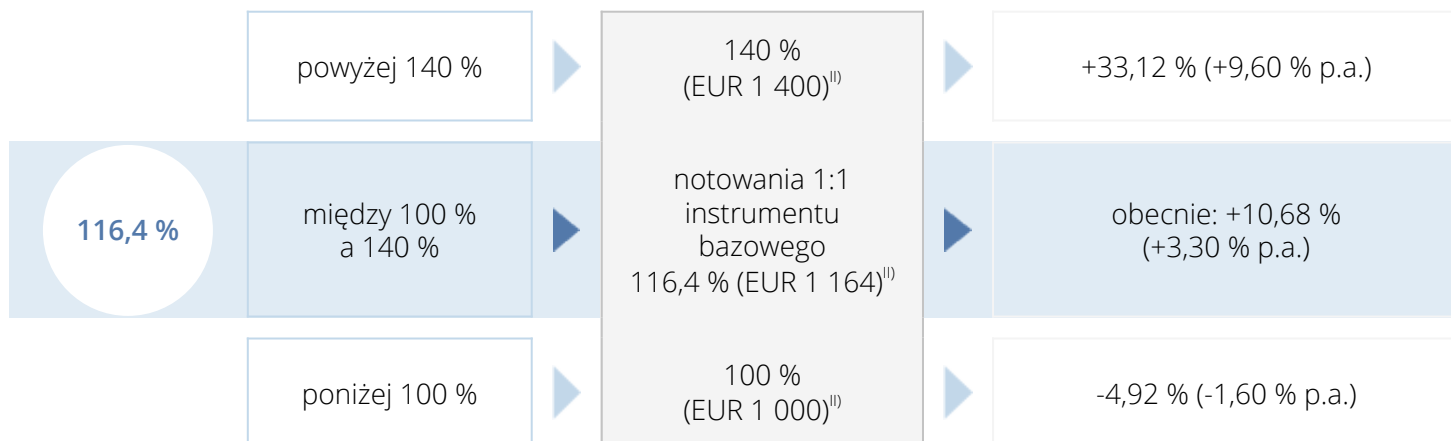 powyżej 140 %
140 %
(EUR 1 400)II)
+33,12 % (+9,60 % p.a.)
116,4 %
między 100 %
a 140 %
notowania 1:1
instrumentu
bazowego
116,4 % (EUR 1 164)II)
obecnie: +10,68 %
(+3,30 % p.a.)
poniżej 100 %
100 %
(EUR 1 000)II)
-4,92 % (-1,60 % p.a.)